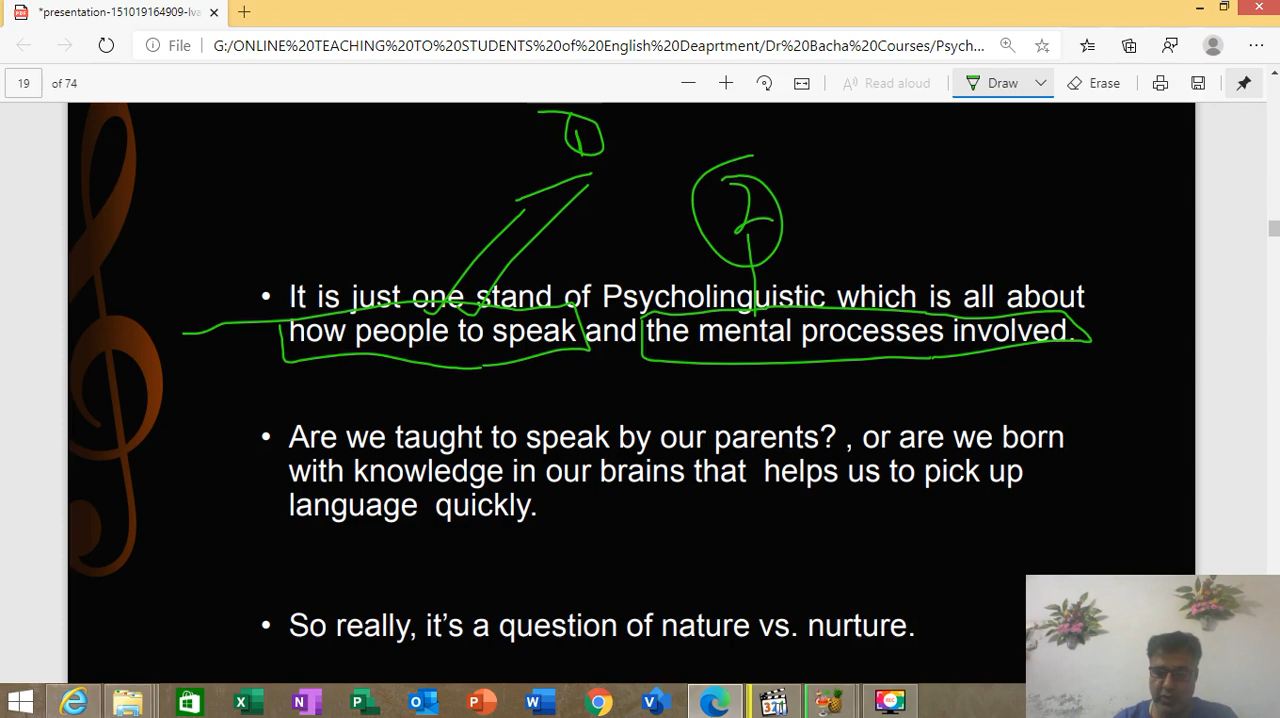 *presentation-151019164909-lva
File
G:/ONLINE%20TEACHING%20TO%20STUDENTS%20of%20English%20Deaprtment/Dr%20Bacha%20Courses/Psych...
19 of 74
Read aloud
Draw
Erase
1
2
• It is just one stand of Psycholinguistic which is all about
how people to speak and the mental processes involved.
• Are we taught to speak by our parents? , or are we born
with knowledge in our brains that helps us to pick up
language quickly.
• So really, it’s a question of nature vs. nurture.